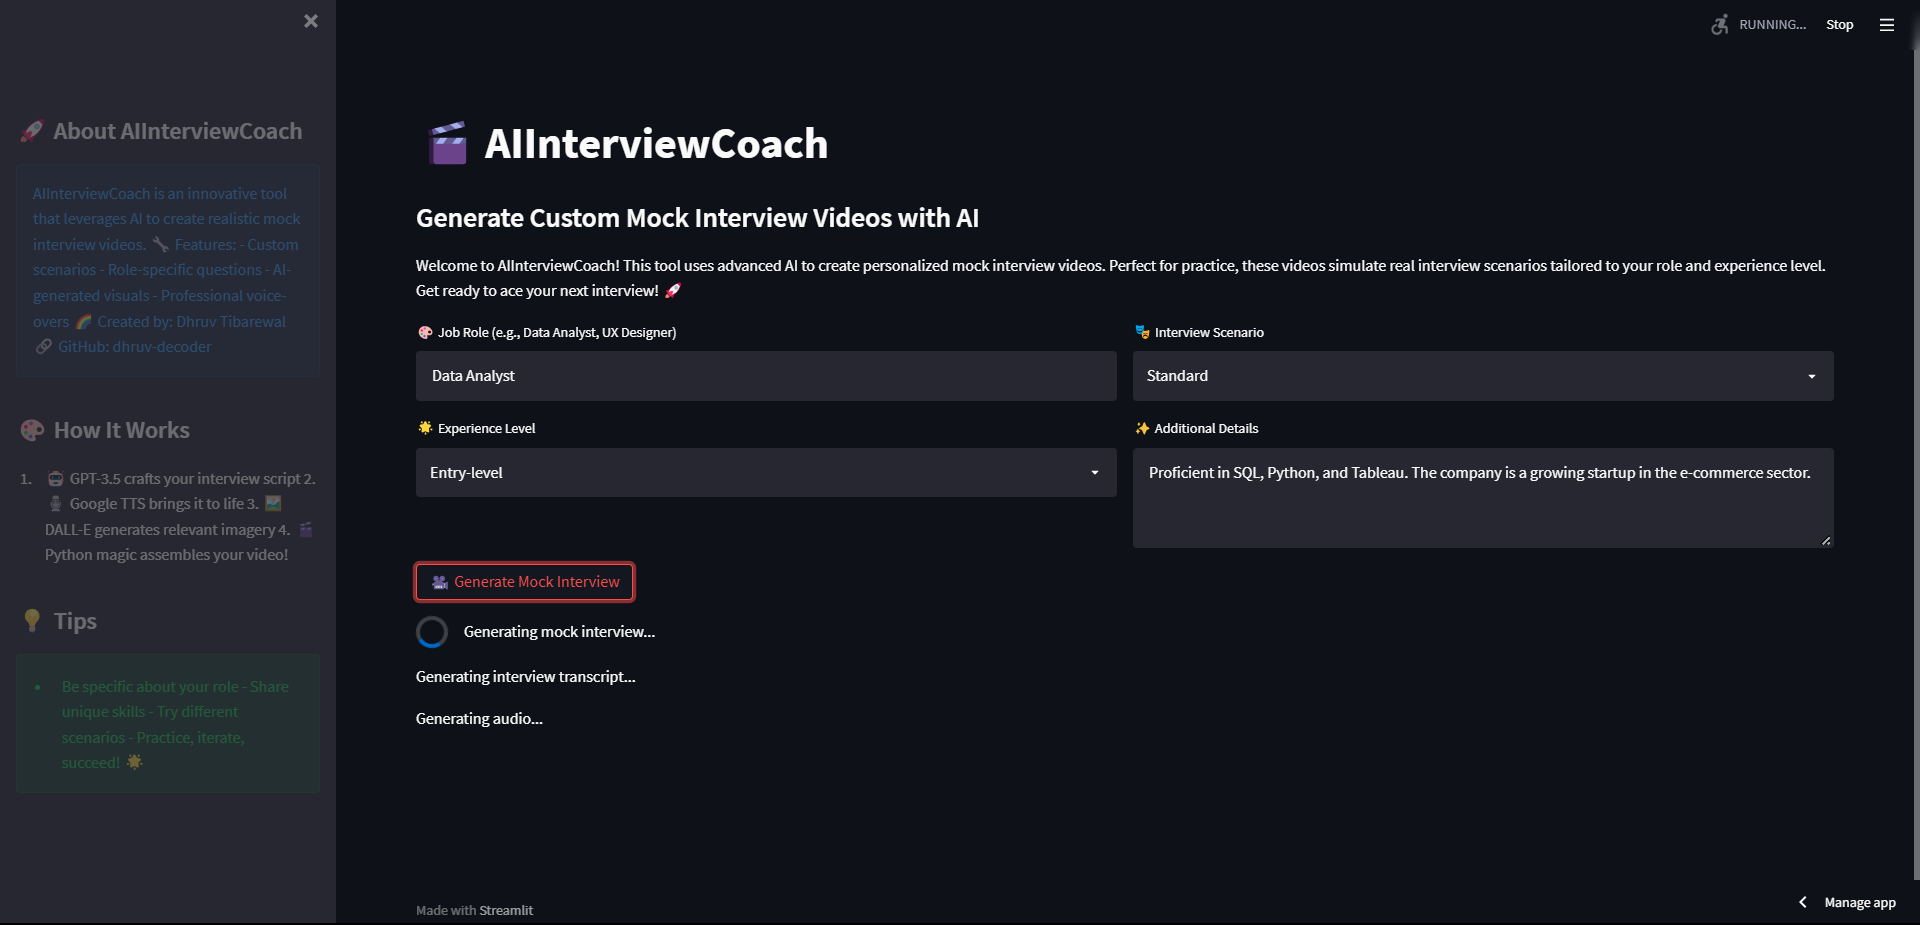 RUNNING...
Stop
About AIInterviewCoach
AIInterviewCoach is an innovative tool
that leverages AI to create realistic mock
interview videos. 🔧 Features: - Custom
scenarios - Role-specific questions - AI-
generated visuals - Professional voice-
overs 🌈 Created by: Dhruv Tibarewal
🔗 GitHub: dhruv-decoder
How It Works
1. 🤖 GPT-3.5 crafts your interview script 2.
🎙️ Google TTS brings it to life 3. 🖼️
DALL-E generates relevant imagery 4. 🎬
Python magic assembles your video!
Tips
Be specific about your role - Share
unique skills - Try different
scenarios - Practice, iterate,
succeed! 🌟
AIInterviewCoach
Generate Custom Mock Interview Videos with AI
Welcome to AIInterviewCoach! This tool uses advanced AI to create personalized mock interview videos. Perfect for practice, these videos simulate real interview scenarios tailored to your role and experience level.
Get ready to ace your next interview! 🚀
Job Role (e.g., Data Analyst, UX Designer)
Data Analyst
Interview Scenario
Standard
Experience Level
Entry-level
Additional Details
Proficient in SQL, Python, and Tableau. The company is a growing startup in the e-commerce sector.
Generate Mock Interview
Generating mock interview...
Generating interview transcript...
Generating audio...
Made with Streamlit
Manage app